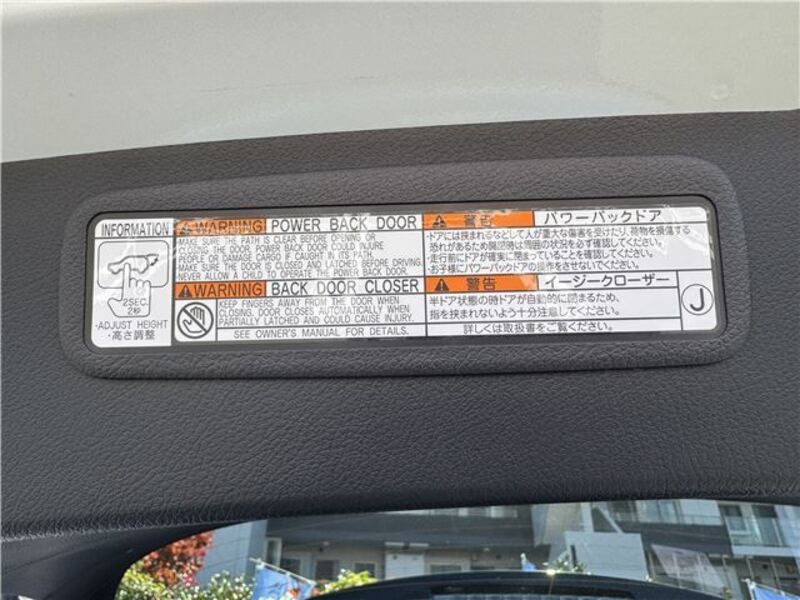 INFORMATION
2SEC.
2秒
・ADJUST HEIGHT
・高さ調整
WARNING POWER BACK DOOR
・MAKE SURE THE PATH IS CLEAR BEFORE OPENING OR
CLOSING THE DOOR. POWER BACK DOOR COULD INJURE
PEOPLE OR DAMAGE CARGO IF CAUGHT IN ITS PATH.
・MAKE SURE THE DOOR IS CLOSED AND LATCHED BEFORE DRIVING.
・NEVER ALLOW A CHILD TO OPERATE THE POWER BACK DOOR.
WARNING BACK DOOR CLOSER
KEEP FINGERS AWAY FROM THE DOOR WHEN
CLOSING. DOOR CLOSES AUTOMATICALLY WHEN
PARTIALLY LATCHED AND COULD CAUSE INJURY.
SEE OWNER'S MANUAL FOR DETAILS.
警告 パワーバックドア
・ドアには挟まれるなどして人が重大な傷害を受けたり、荷物を損傷する
恐れがあるため開閉時は周囲の状況を必ず確認してください。
・走行前にドアが確実に閉まっていることを確認してください。
・お子様にパワーバックドアの操作をさせないでください。
警告 イージークローザー
半ドア状態の時ドアが自動的に閉まるため、
指を挟まれないよう十分注意してください。
詳しくは取扱書をご覧ください。
J